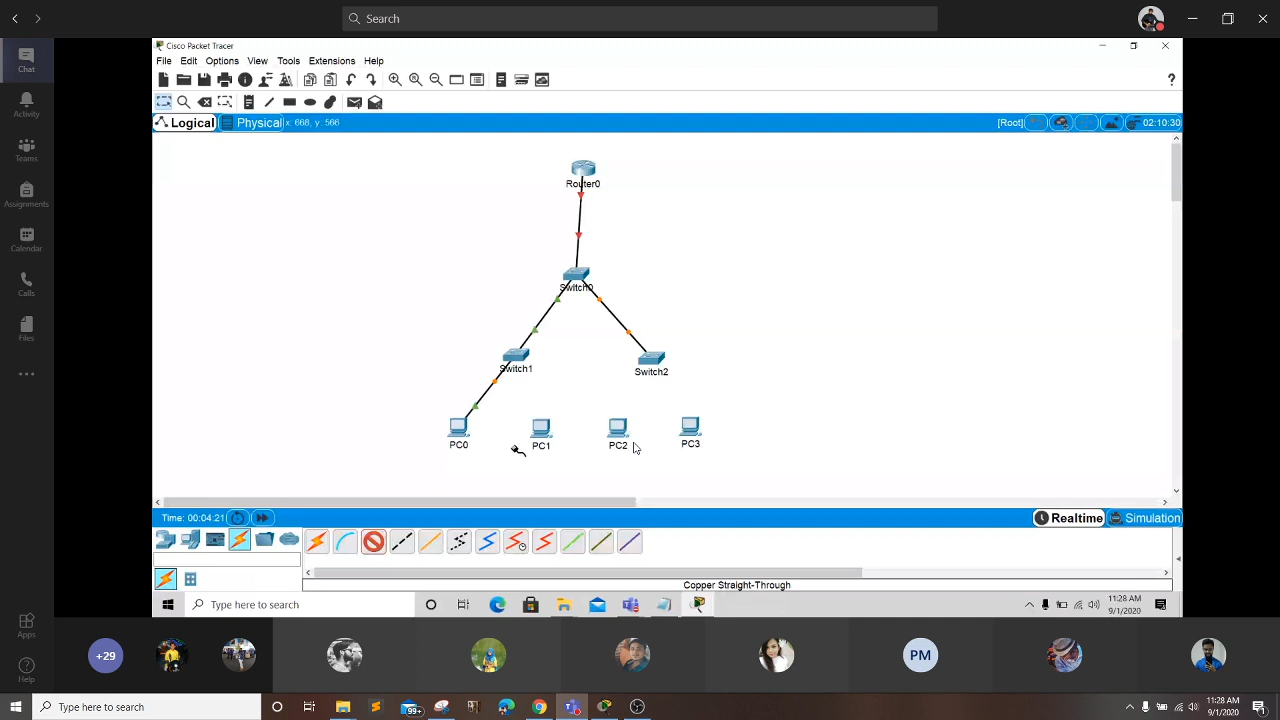 Search
Chat
Activity
Teams
Assignments
Calendar
Calls
Files
Apps
Help
Cisco Packet Tracer
File Edit Options View Tools Extensions Help
Logical Physical x: 668, y: 566 [Root] 02:10:30
Router0
Switch0
Switch1
Switch2
PC0
PC1
PC2
PC3
Time: 00:04:21
Realtime Simulation
Copper Straight-Through
Type here to search
11:28 AM
9/1/2020
+29
PM
Type here to search
99+
11:28 AM
9/1/2020